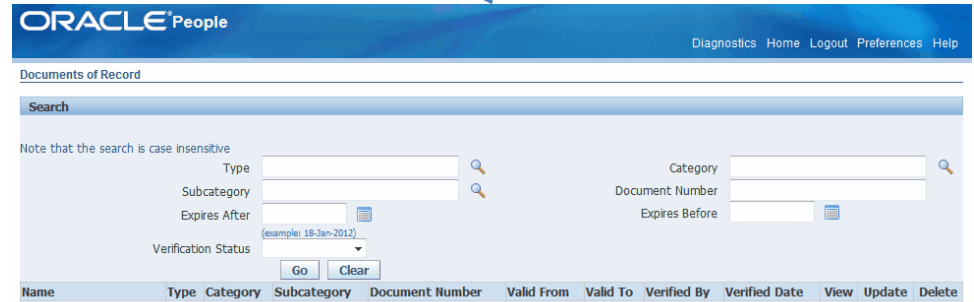 ORACLE People
Diagnostics Home Logout Preferences Help
Documents of Record
Search
Note that the search is case insensitive
Type Category
Subcategory Document Number
Expires After Expires Before
(example: 18-Jan-2012)
Verification Status
Go Clear
Name Type Category Subcategory Document Number Valid From Valid To Verified By Verified Date View Update Delete